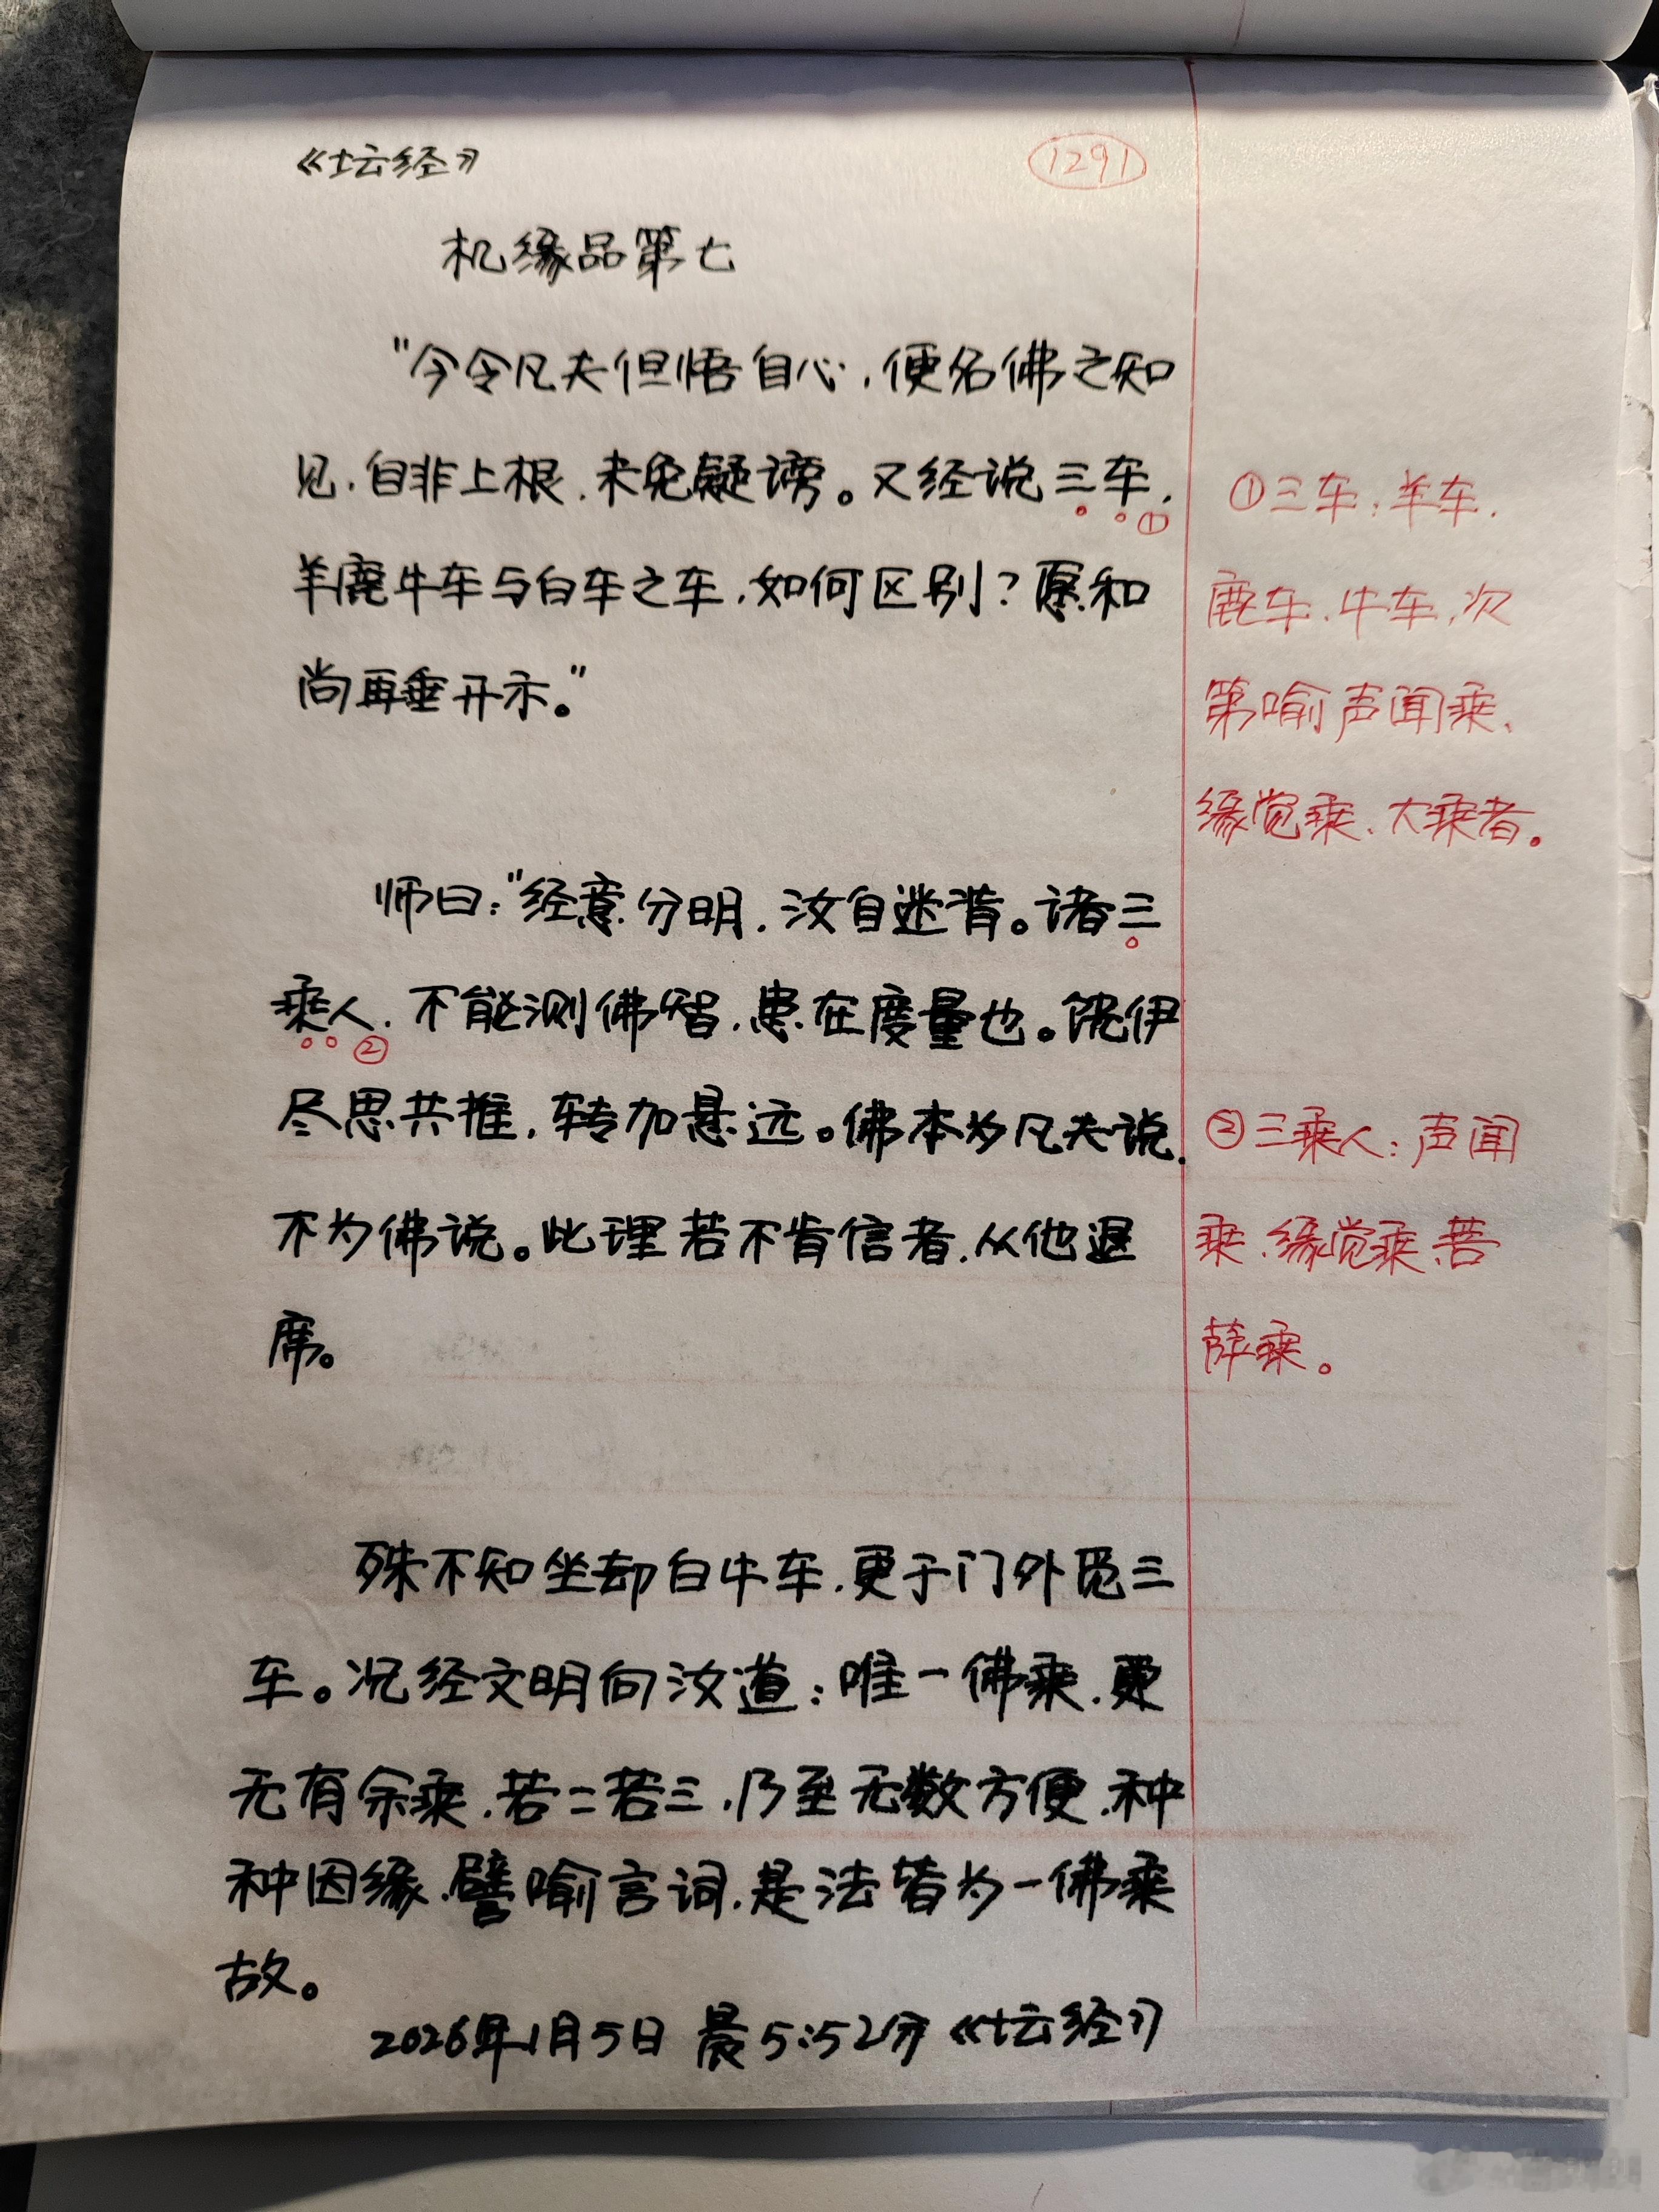 《坛经》
1291
机缘品第七
“今令凡夫但悟自心,便名佛之知
见,自非上根,未免疑谤。又经说三车,①
羊鹿牛车与白车之车,如何区别?愿和
尚再垂开示。”
师曰:“经意分明,汝自迷背。诸三
乘人,②不能测佛智,患在度量也。饶伊
尽思共推,转加悬远。佛本为凡夫说,
不为佛说。此理若不肯信者,从他退
席。
殊不知坐却白牛车,更于门外觅三
车。况经文明向汝道:唯一佛乘,更
无有余乘,若二若三,乃至无数方便,种
种因缘,譬喻言词,是法皆为一佛乘
故。
2026年1月5日 晨5:52分《坛经》
①三车:羊车、
鹿车、牛车,次
第喻声闻乘、
缘觉乘、大乘者。
②三乘人:声闻
乘、缘觉乘、菩
萨乘。